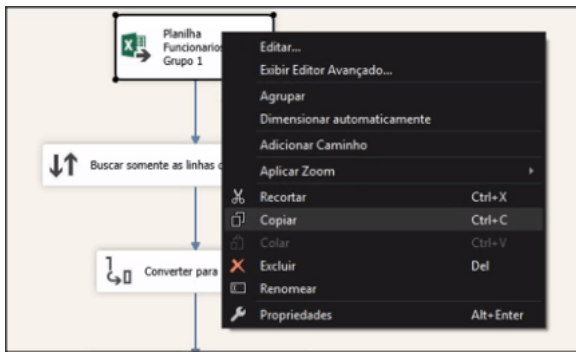 Planilha
Funcionarios
Grupo 1
Buscar somente as linhas
Converter para
Editar...
Exibir Editor Avançado...
Agrupar
Dimensionar automaticamente
Adicionar Caminho
Aplicar Zoom
Recortar Ctrl+X
Copiar Ctrl+C
Colar Ctrl+V
Excluir Del
Renomear
Propriedades Alt+Enter